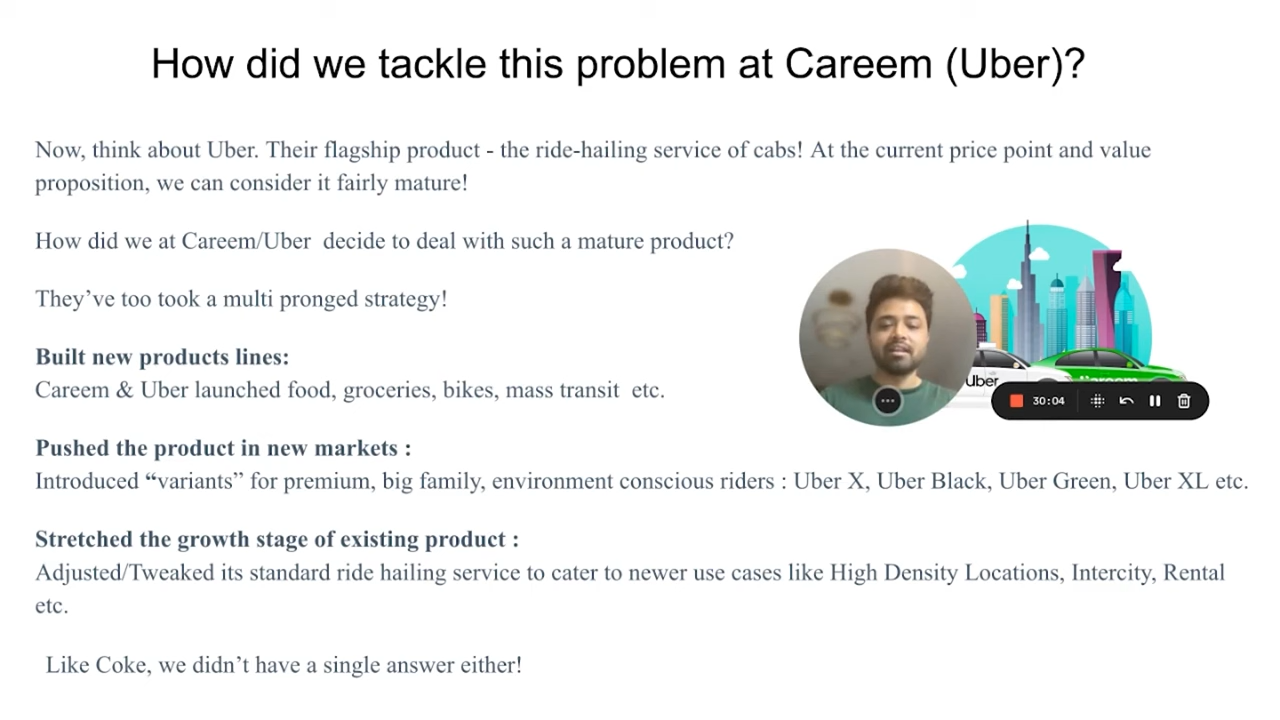 How did we tackle this problem at Careem (Uber)?
Now, think about Uber. Their flagship product - the ride-hailing service of cabs! At the current price point and value
proposition, we can consider it fairly mature!
How did we at Careem/Uber  decide to deal with such a mature product?
They’ve too took a multi pronged strategy!
Built new products lines:
Careem & Uber launched food, groceries, bikes, mass transit  etc.
Uber
Careem
30:04
Pushed the product in new markets :
Introduced “variants” for premium, big family, environment conscious riders : Uber X, Uber Black, Uber Green, Uber XL etc.
Stretched the growth stage of existing product :
Adjusted/Tweaked its standard ride hailing service to cater to newer use cases like High Density Locations, Intercity, Rental
etc.
Like Coke, we didn’t have a single answer either!